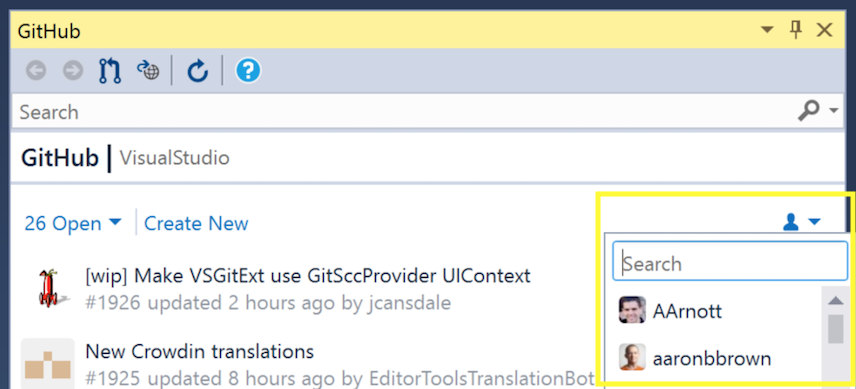 GitHub
?
Search
GitHub | VisualStudio
26 Open Create New
Search
[wip] Make VSGitExt use GitSccProvider UIContext
#1926 updated 2 hours ago by jcansdale
AArnott
New Crowdin translations
#1925 updated 8 hours ago by EditorToolsTranslationBot
aaronbbrown